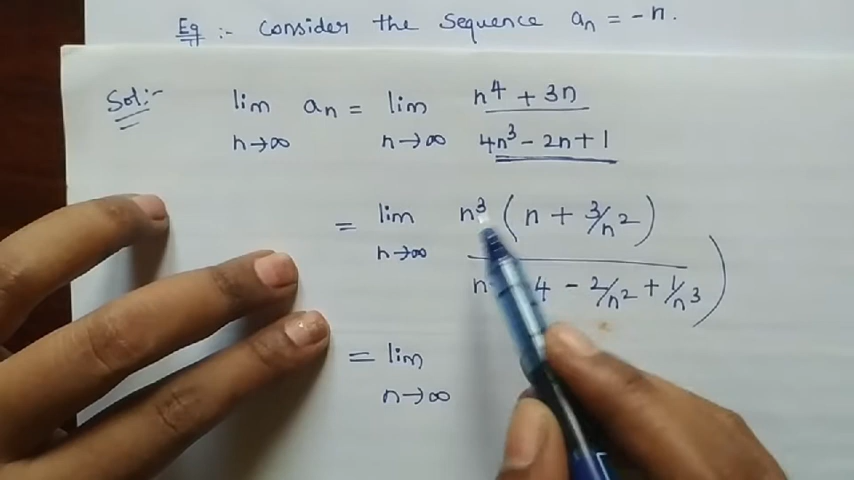 Eg :- Consider the Sequence aₙ = -n.
Sol:- lim n→∞ aₙ = lim n→∞ n⁴ + 3n / 4n³ - 2n + 1
= lim n→∞ n³ (n + 3/n²) / n 4 - 2/n² + 1/n³)
= lim n→∞